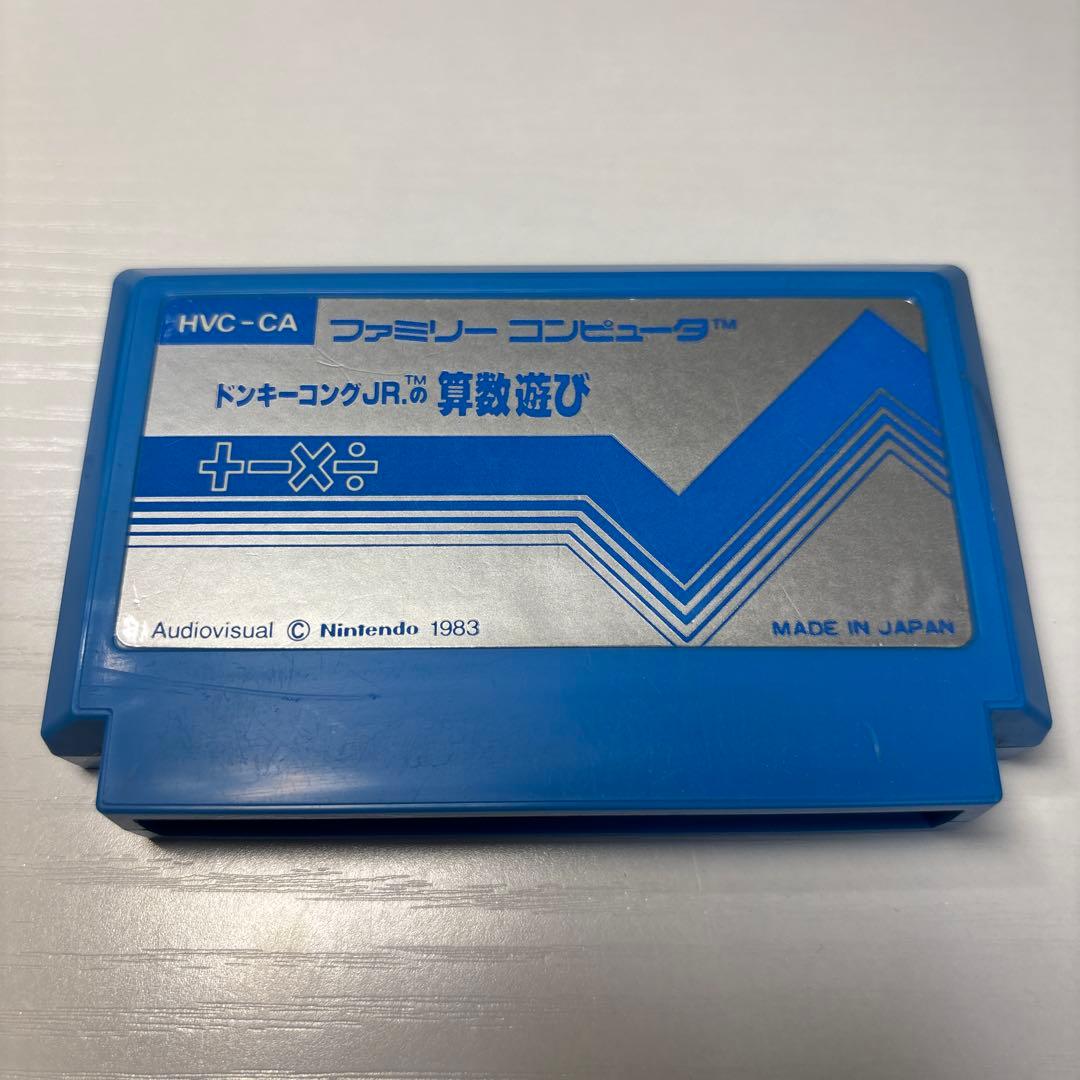 HVC-CA
ファミリー コンピュータ™
ドンキーコングJR.™の 算数遊び
+−×÷
Audiovisual © Nintendo 1983
MADE IN JAPAN